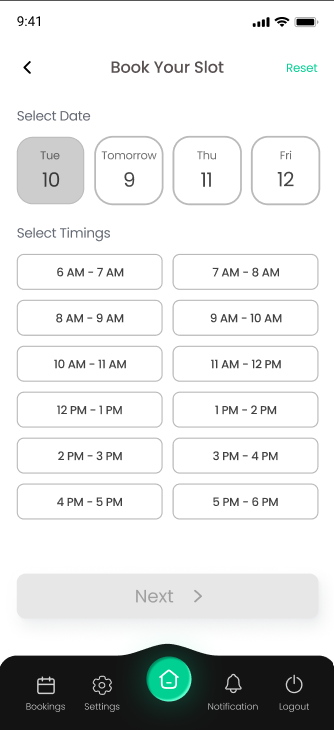 9:41
Book Your Slot
Reset
Select Date
Tue Tomorrow Thu Fri
10 9 11 12
Select Timings
6 AM - 7 AM 7 AM - 8 AM
8 AM - 9 AM 9 AM - 10 AM
10 AM - 11 AM 11 AM - 12 PM
12 PM - 1 PM 1 PM - 2 PM
2 PM - 3 PM 3 PM - 4 PM
4 PM - 5 PM 5 PM - 6 PM
Next
Bookings Settings Notification Logout